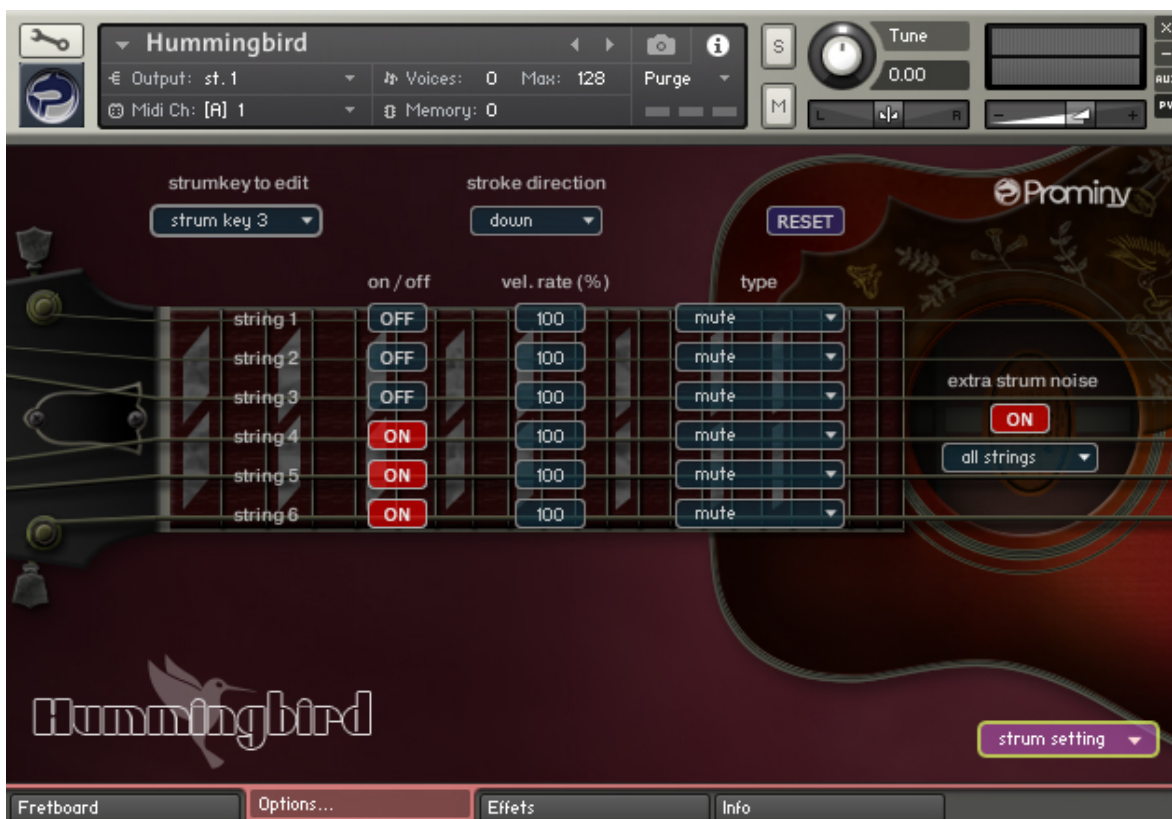 Hummingbird
S
Tune
Output: st. 1
Voices: 0 Max: 128
Purge
0.00
Midi Ch: [A] 1
Memory: 0
M
L
R
-
+
X
-
AUX
PV
strumkey to edit
stroke direction
Prominy
strum key 3
down
RESET
on / off
vel. rate (%)
type
string 1 OFF 100 mute
string 2 OFF 100 mute
string 3 OFF 100 mute
string 4 ON 100 mute
string 5 ON 100 mute
string 6 ON 100 mute
extra strum noise
ON
all strings
Hummingbird
strum setting
Fretboard
Options...
Effets
Info